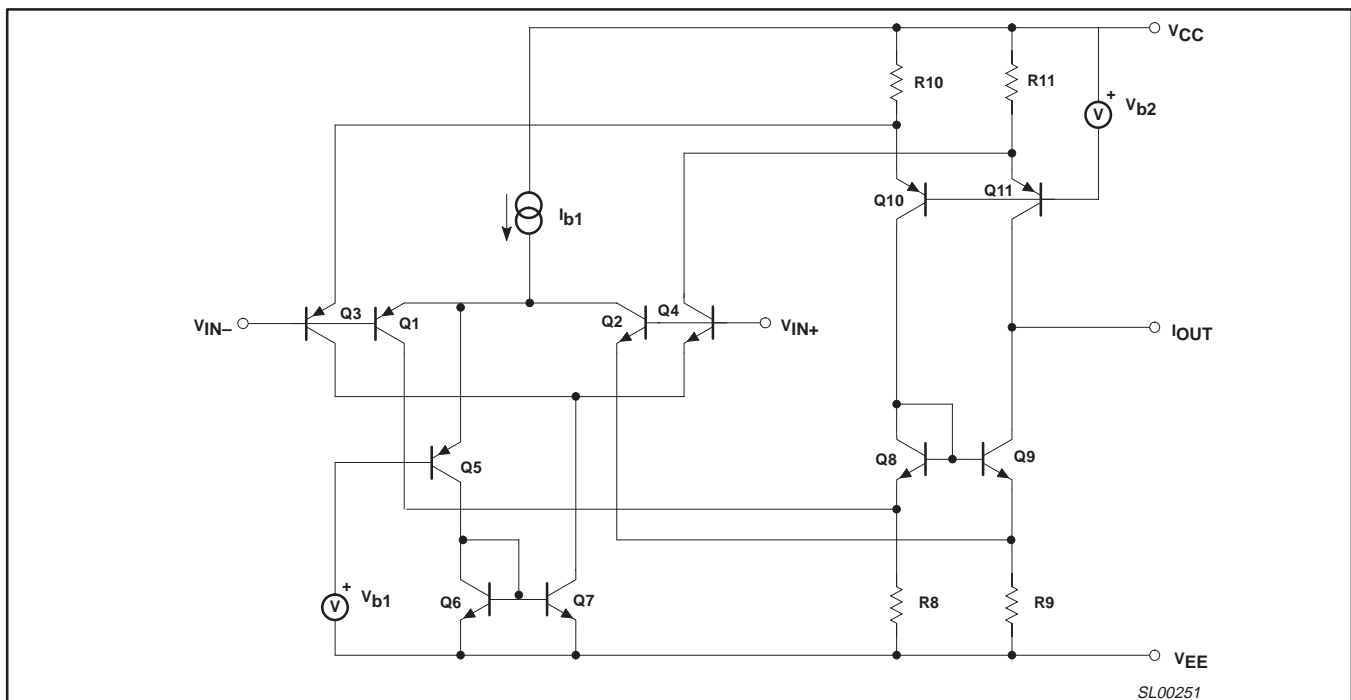 VCC
R10
R11
+
V
Vb2
Q10
Q11
Ib1
VIN–
Q3
Q1
Q2
Q4
VIN+
IOUT
Q5
Q8
Q9
+
V
Vb1
Q6
Q7
R8
R9
VEE
SL00251